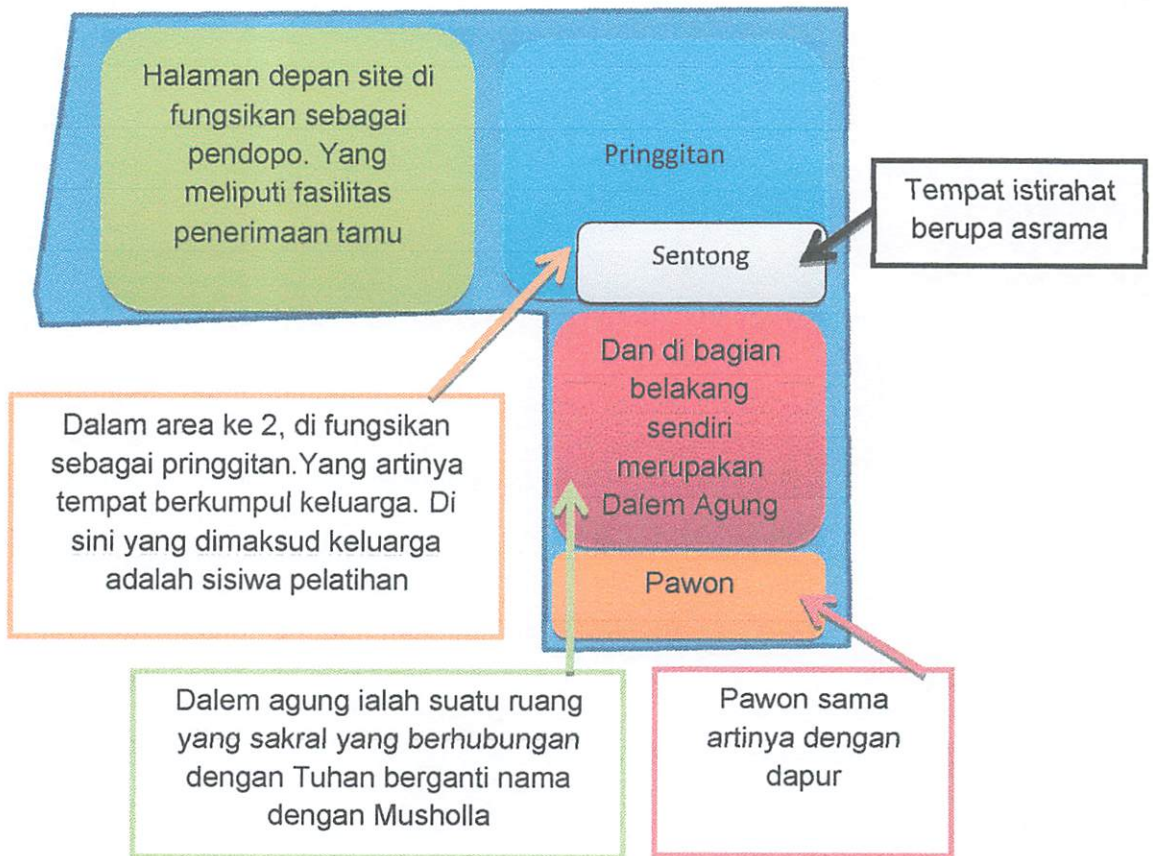 Halaman depan site di
fungsikan sebagai
pendopo. Yang
meliputi fasilitas
penerimaan tamu
Pringgitan
Sentong
Tempat istirahat
berupa asrama
Dan di bagian
belakang
sendiri
merupakan
Dalem Agung
Dalam area ke 2, di fungsikan
sebagai pringgitan.Yang artinya
tempat berkumpul keluarga. Di
sini yang dimaksud keluarga
adalah sisiwa pelatihan
Pawon
Dalem agung ialah suatu ruang
yang sakral yang berhubungan
dengan Tuhan berganti nama
dengan Musholla
Pawon sama
artinya dengan
dapur